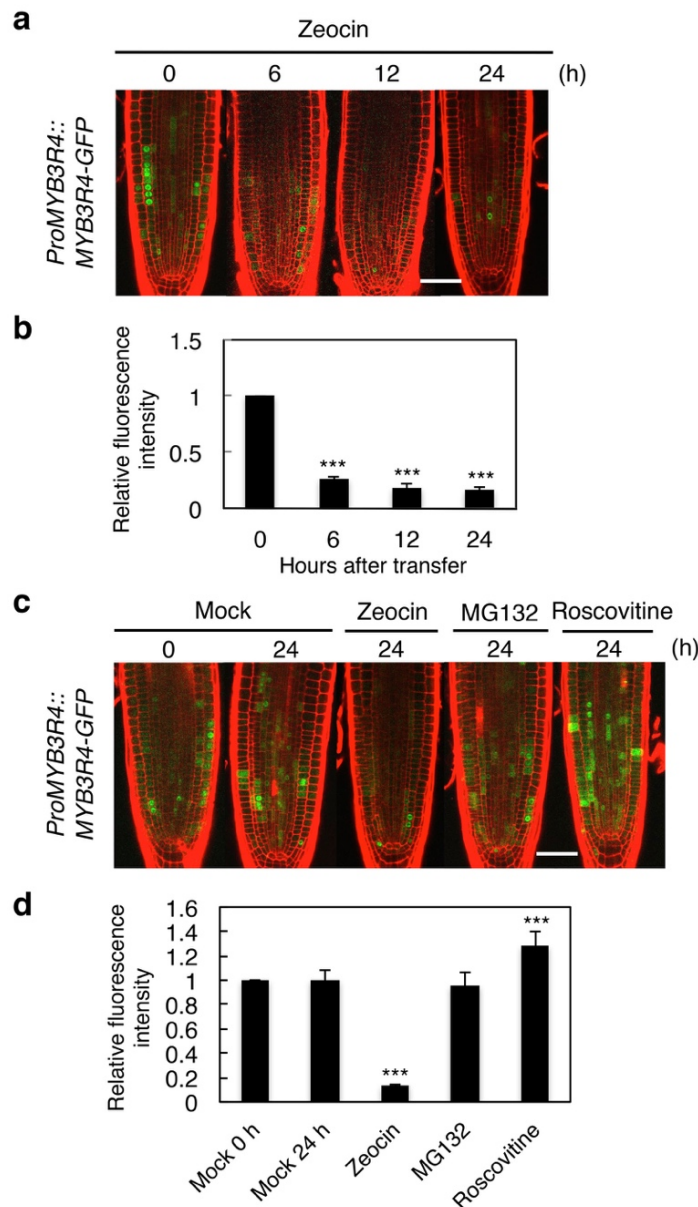 a
Zeocin
0 6 12 24 (h)
ProMYB3R4::
MYB3R4-GFP
b
Relative fluorescence
intensity
1.5
1
0.5
0
*** *** ***
0 6 12 24
Hours after transfer
c
Mock Zeocin MG132 Roscovitine
0 24 24 24 24 (h)
ProMYB3R4::
MYB3R4-GFP
d
Relative fluorescence
intensity
1.6
1.4
1.2
1
0.8
0.6
0.4
0.2
0
***
***
Mock 0 h
Mock 24 h
Zeocin
MG132
Roscovitine